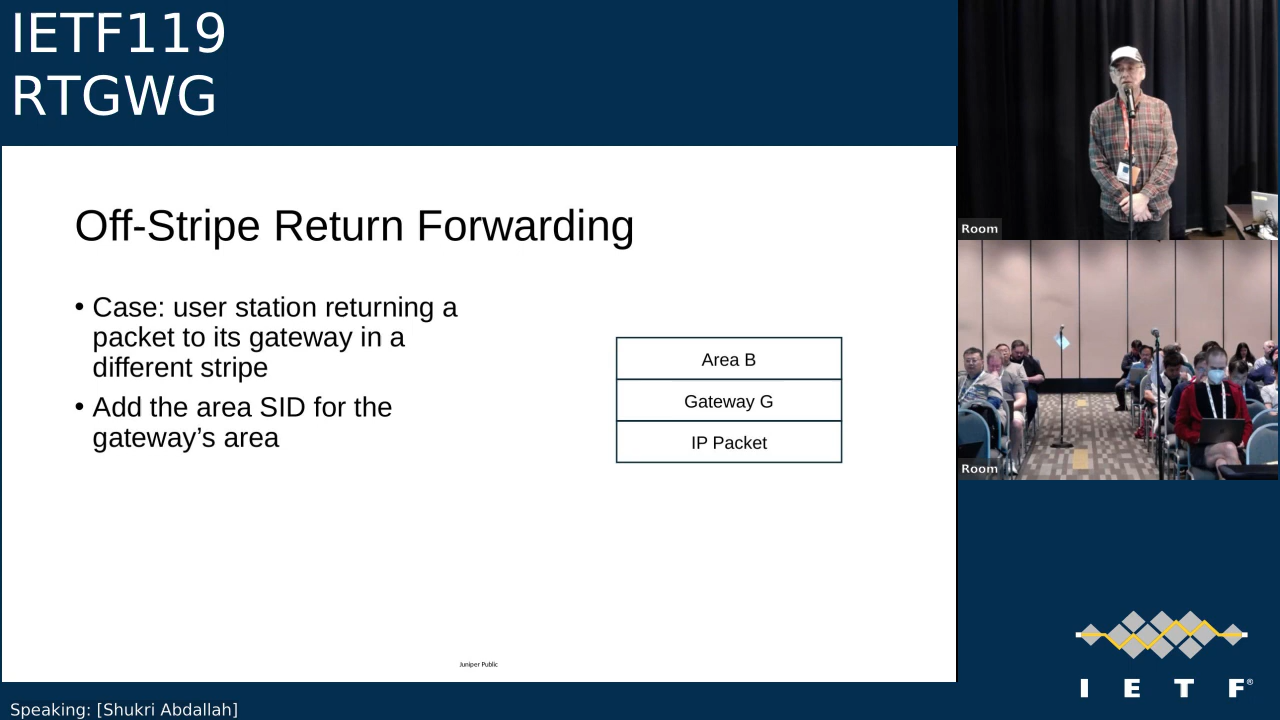 IETF119
RTGWG
Off-Stripe Return Forwarding
• Case: user station returning a
packet to its gateway in a
different stripe
• Add the area SID for the
gateway’s area
Area B
Gateway G
IP Packet
Juniper Public
Room
Room
I E T F®
Speaking: [Shukri Abdallah]